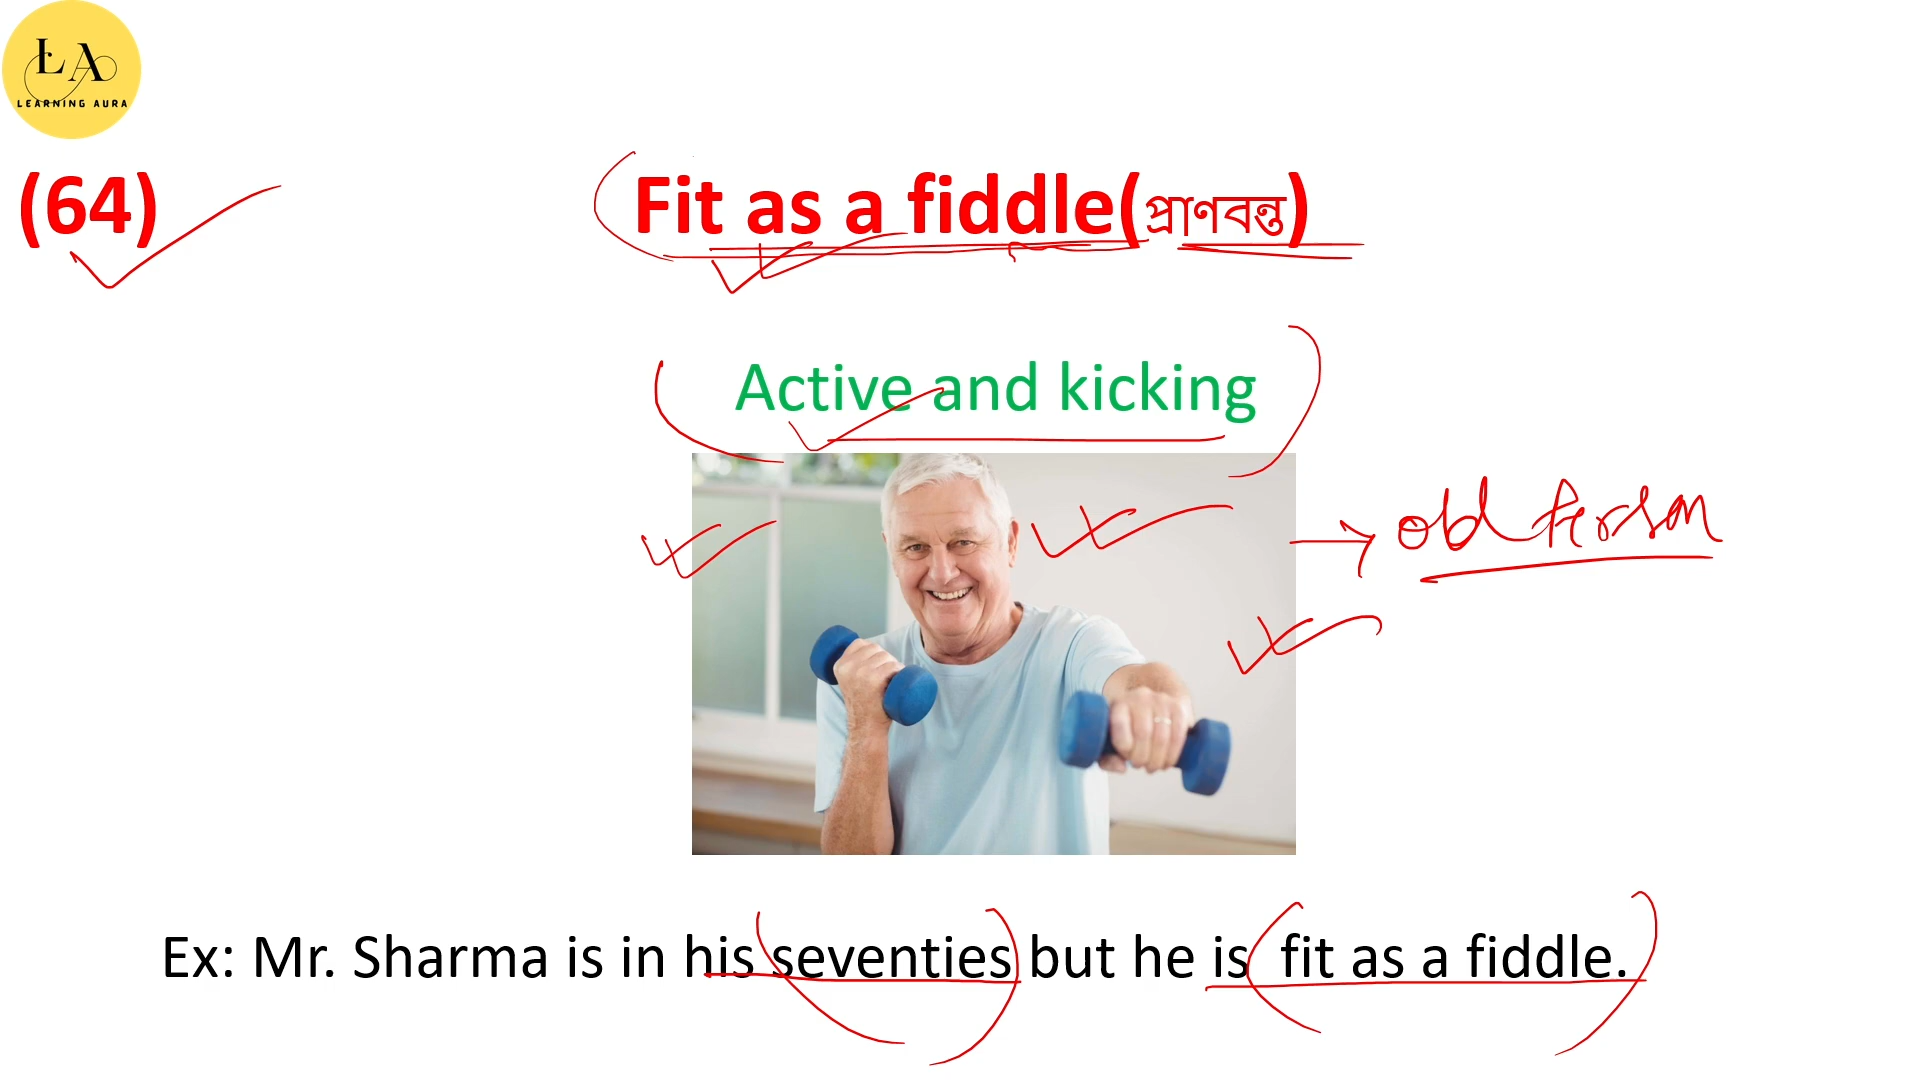 LA
LEARNING AURA
(64)
Fit as a fiddle(প্রাণবন্ত)
Active and kicking
old Person
Ex: Mr. Sharma is in his seventies but he is fit as a fiddle.